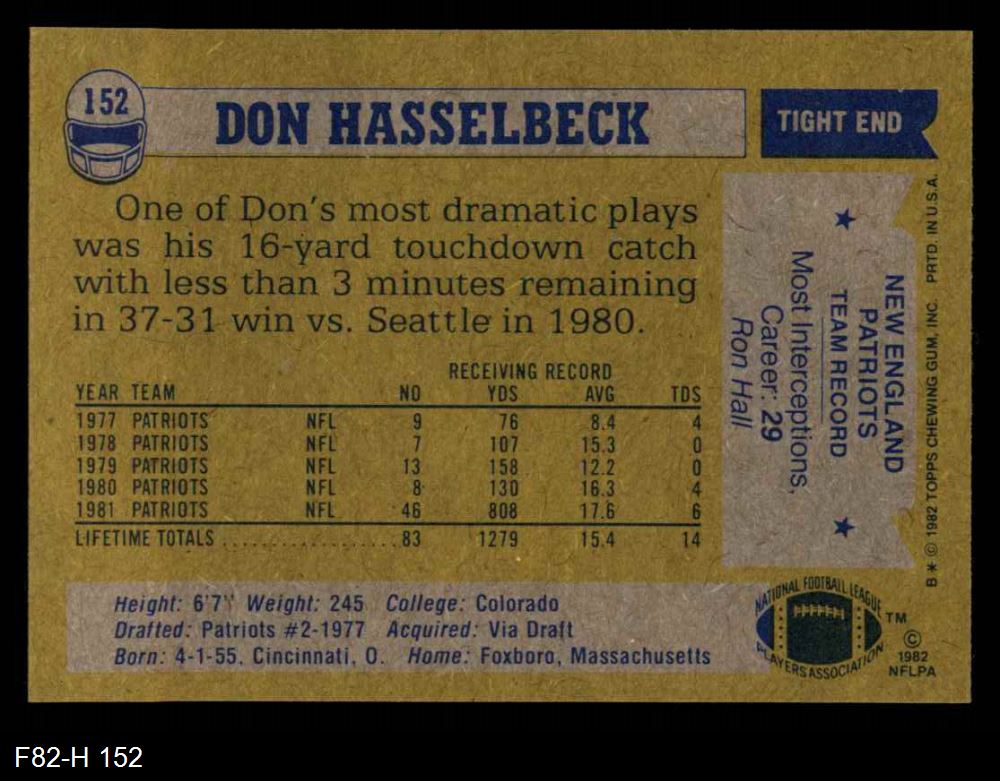 152
DON HASSELBECK
TIGHT END
One of Don's most dramatic plays
was his 16-yard touchdown catch
with less than 3 minutes remaining
in 37-31 win vs. Seattle in 1980.
RECEIVING RECORD
YEAR TEAM NO YDS AVG TDS
1977 PATRIOTS NFL 9 76 8.4 4
1978 PATRIOTS NFL 7 107 15.3 0
1979 PATRIOTS NFL 13 158 12.2 0
1980 PATRIOTS NFL 8 130 16.3 4
1981 PATRIOTS NFL 46 808 17.6 6
LIFETIME TOTALS ..................83 1279 15.4 14
Height: 6'7" Weight: 245 College: Colorado
Drafted: Patriots #2-1977 Acquired: Via Draft
Born: 4-1-55, Cincinnati, O. Home: Foxboro, Massachusetts
NEW ENGLAND
PATRIOTS
TEAM RECORD
Most Interceptions,
Career: 29
Ron Hall
B * © 1982 TOPPS CHEWING GUM, INC. PRTD. IN U.S.A.
NATIONAL FOOTBALL LEAGUE
PLAYERS ASSOCIATION
TM
©
1982
NFLPA
F82-H 152